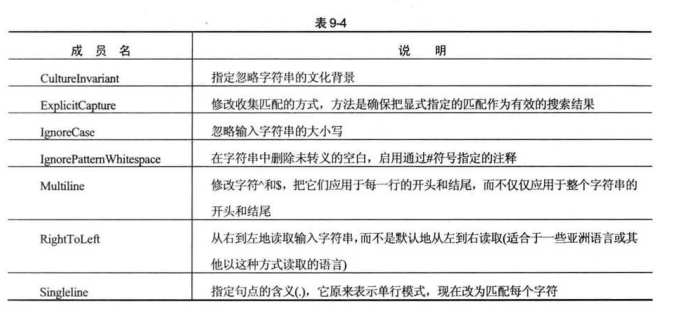 表9-4
成 员 名 说 明
CultureInvariant 指定忽略字符串的文化背景
ExplicitCapture 修改收集匹配的方式，方法是确保把显式指定的匹配作为有效的搜索结果
IgnoreCase 忽略输入字符串的大小写
IgnorePatternWhitespace 在字符串中删除未转义的空白，启用通过#符号指定的注释
Multiline 修改字符^和$，把它们应用于每一行的开头和结尾，而不仅仅应用于整个字符串的
开头和结尾
RightToLeft 从右到左地读取输入字符串，而不是默认地从左到右读取(适合于一些亚洲语言或其
他以这种方式读取的语言)
Singleline 指定句点的含义(.)，它原来表示单行模式，现在改为匹配每个字符